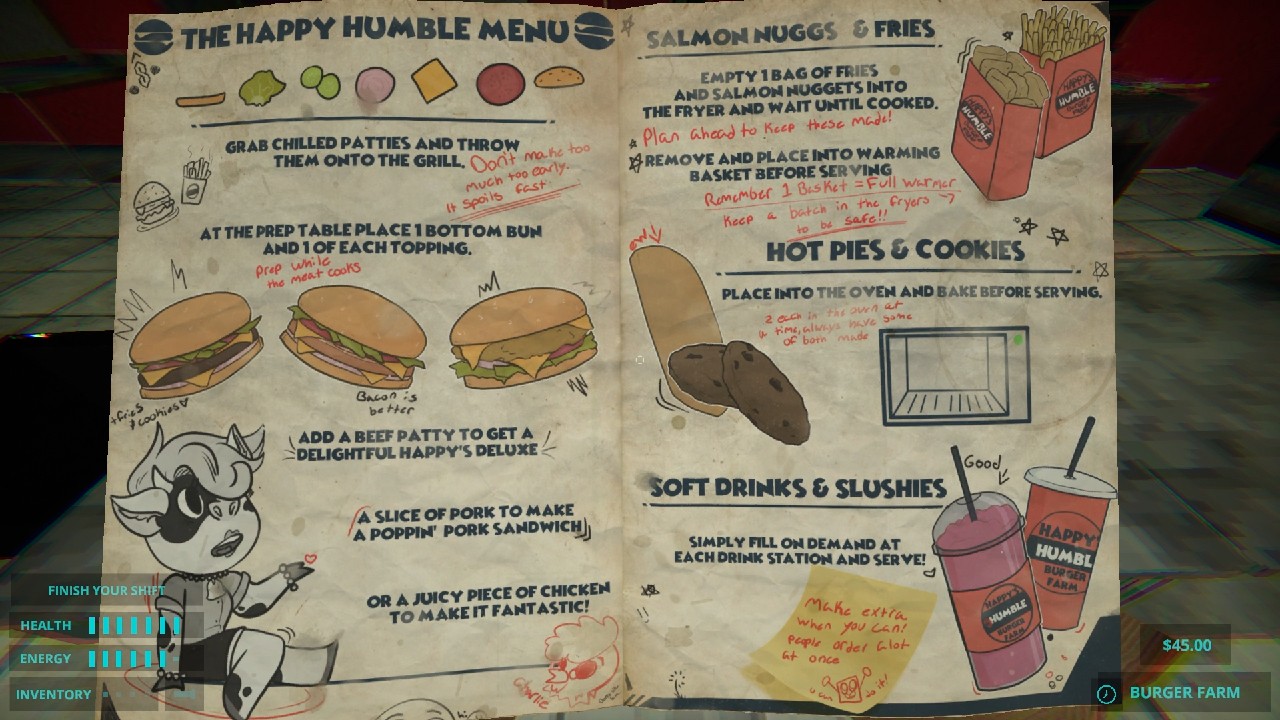 THE HAPPY HUMBLE MENU
GRAB CHILLED PATTIES AND THROW
THEM ONTO THE GRILL.
Don't make too
much too early.
It spoils fast
AT THE PREP TABLE PLACE 1 BOTTOM BUN
AND 1 OF EACH TOPPING.
Prep while
the meat cooks
+fries
& cookies
Bacon is
better
ADD A BEEF PATTY TO GET A
DELIGHTFUL HAPPY'S DELUXE
A SLICE OF PORK TO MAKE
A POPPIN' PORK SANDWICH
OR A JUICY PIECE OF CHICKEN
TO MAKE IT FANTASTIC!
SALMON NUGGS & FRIES
EMPTY 1 BAG OF FRIES
AND SALMON NUGGETS INTO
THE FRYER AND WAIT UNTIL COOKED.
Plan ahead to keep these made!
REMOVE AND PLACE INTO WARMING
BASKET BEFORE SERVING
Remember 1 Basket = Full warmer
Keep a batch in the fryers
to be safe!!
HUMBLE
HUMBLE
HOT PIES & COOKIES
PLACE INTO THE OVEN AND BAKE BEFORE SERVING.
2 each in the oven at
a time, always have some
of both made
SOFT DRINKS & SLUSHIES
Good
SIMPLY FILL ON DEMAND AT
EACH DRINK STATION AND SERVE!
Make extra
when you can!
people order alot
at once
HAPPY
HUMBLE
BURGER
FARM
HAPPY
HUMBL
BURGER
FARM
FINISH YOUR SHIFT
HEALTH
ENERGY
INVENTORY
$45.00
BURGER FARM